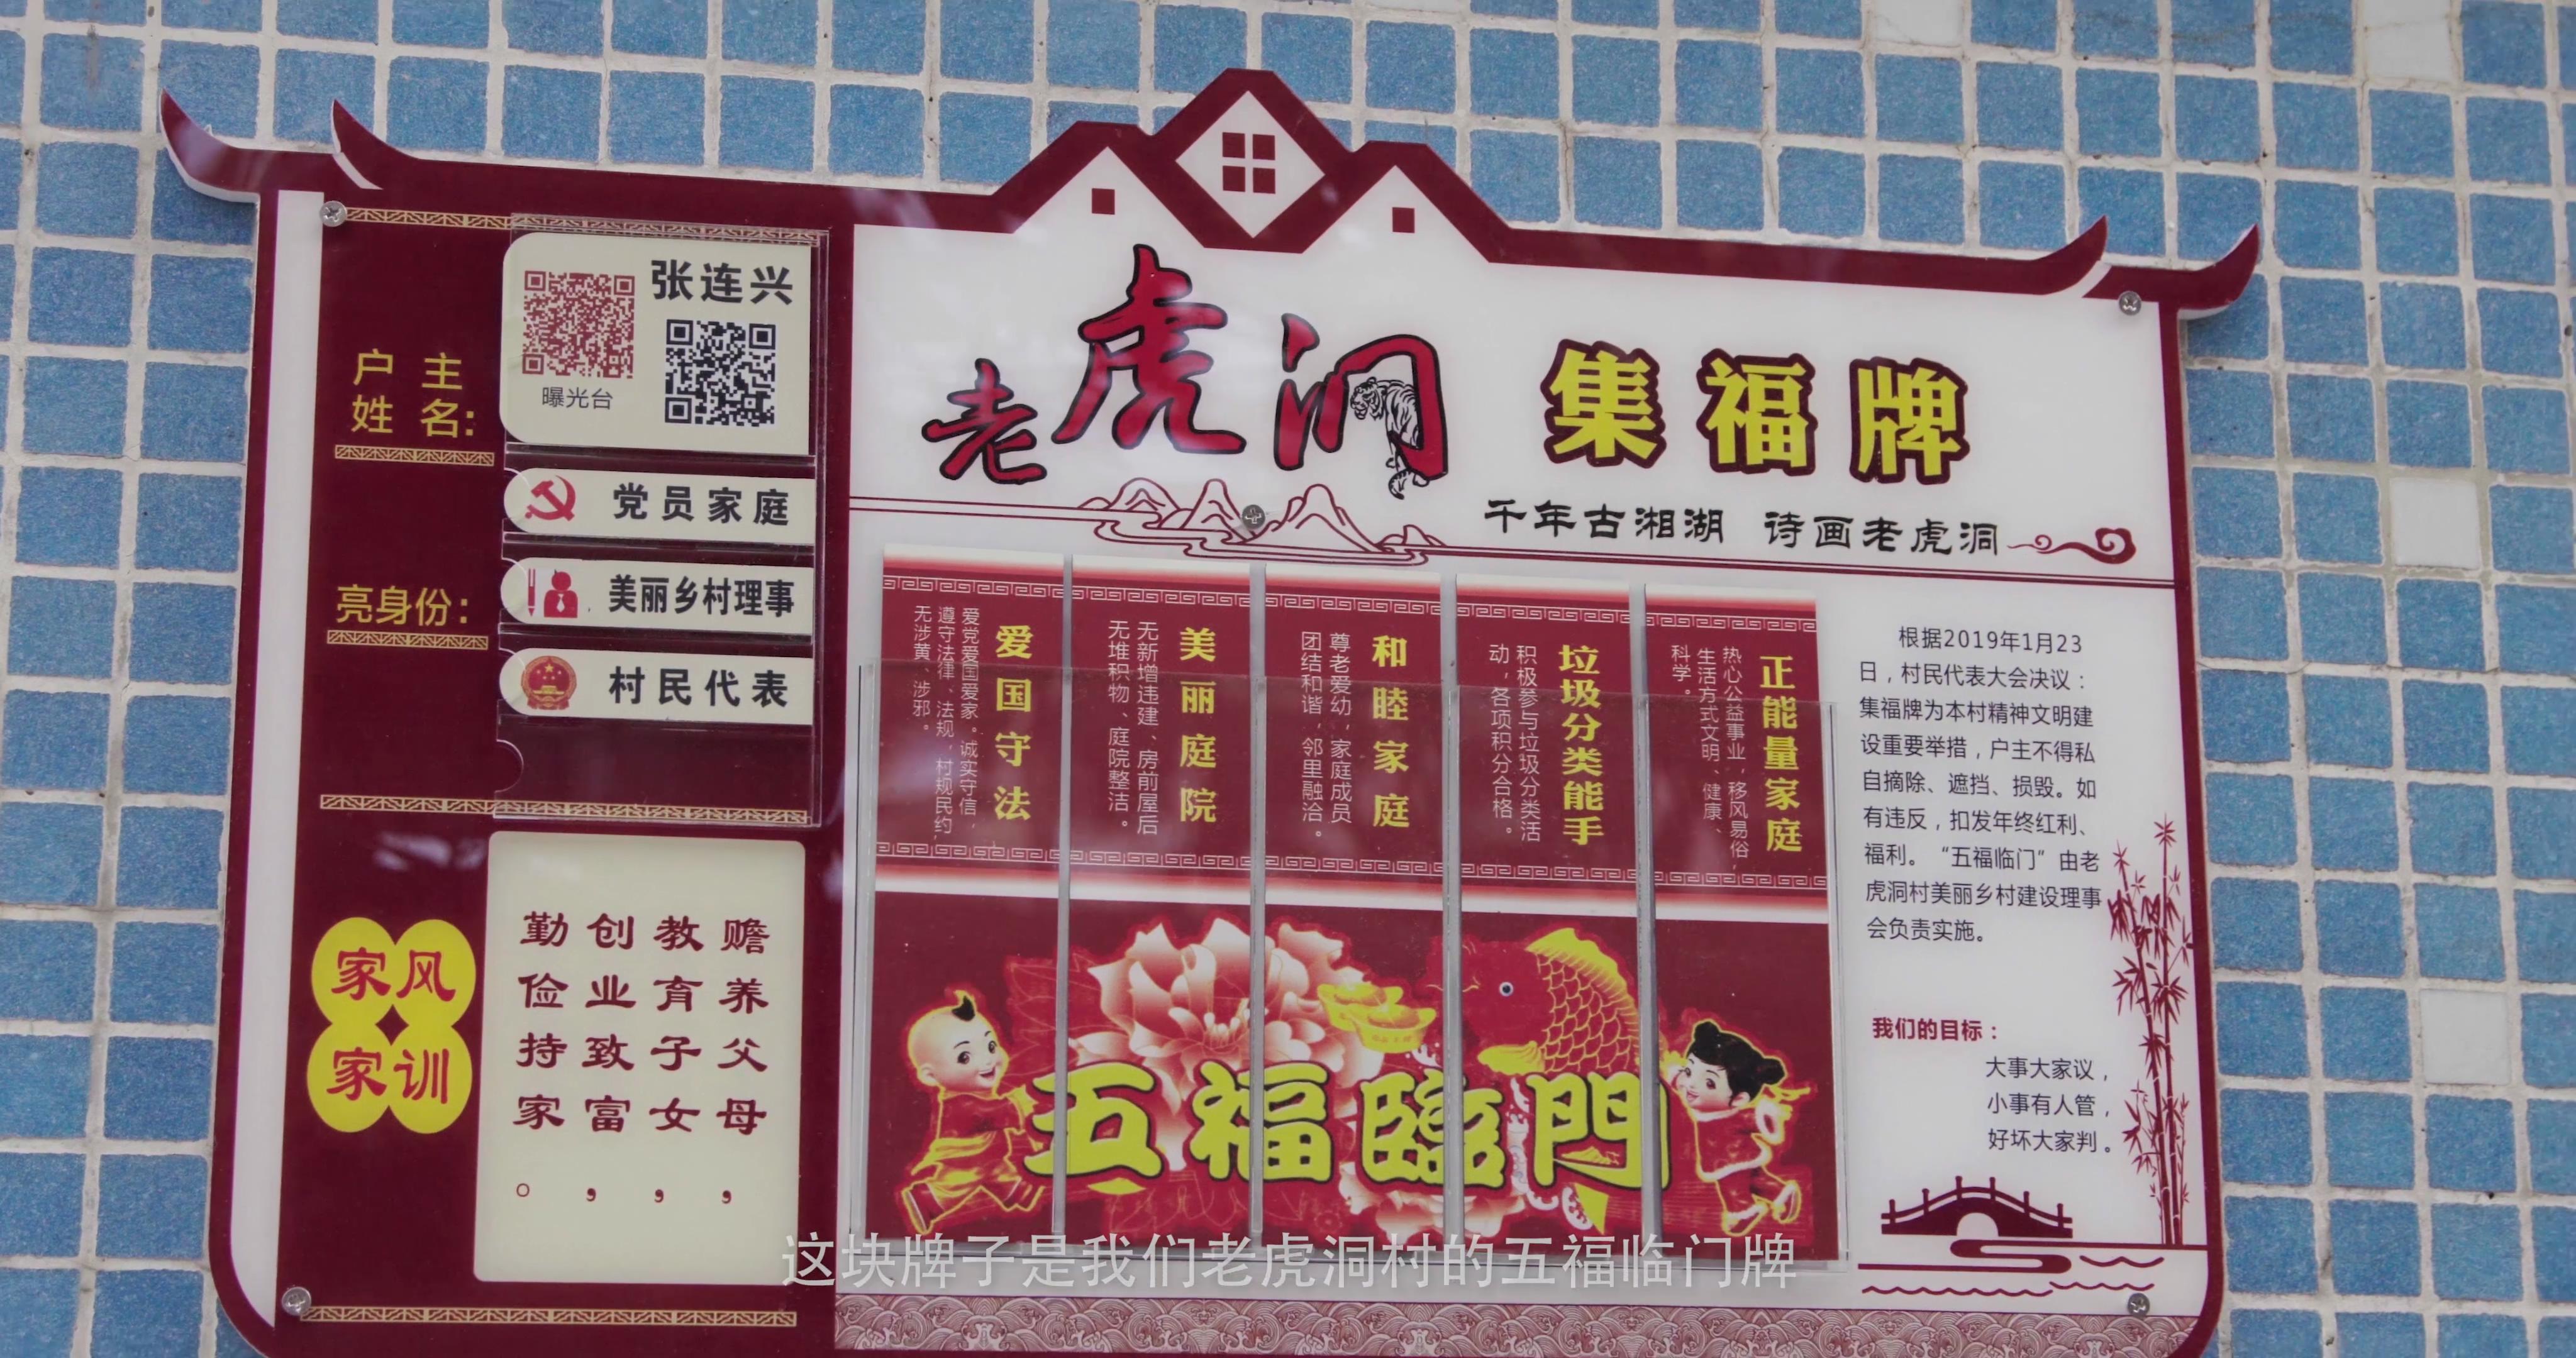 户主
姓名：
张连兴
曝光台
党员家庭
亮身份：
美丽乡村理事
村民代表
家风
家训
赡养父母，
教育子女，
创业致富，
勤俭持家。
老虎洞
集福牌
千年古湘湖 诗画老虎洞
爱国守法
爱党爱国爱家。诚实守信，
遵守法律、法规，村规民约，
无涉黄、涉邪。
美丽庭院
无新增违建、房前屋后
无堆积物、庭院整洁。
和睦家庭
尊老爱幼，家庭成员
团结和谐，邻里融洽。
垃圾分类能手
积极参与垃圾分类活
动，各项积分合格。
正能量家庭
热心公益事业，移风易俗，
生活方式文明、健康、
科学。
五福臨門
根据2019年1月23
日，村民代表大会决议：
集福牌为本村精神文明建
设重要举措，户主不得私
自摘除、遮挡、损毁。如
有违反，扣发年终红利、
福利。“五福临门”由老
虎洞村美丽乡村建设理事
会负责实施。
我们的目标：
大事大家议，
小事有人管，
好坏大家判。
这块牌子是我们老虎洞村的五福临门牌